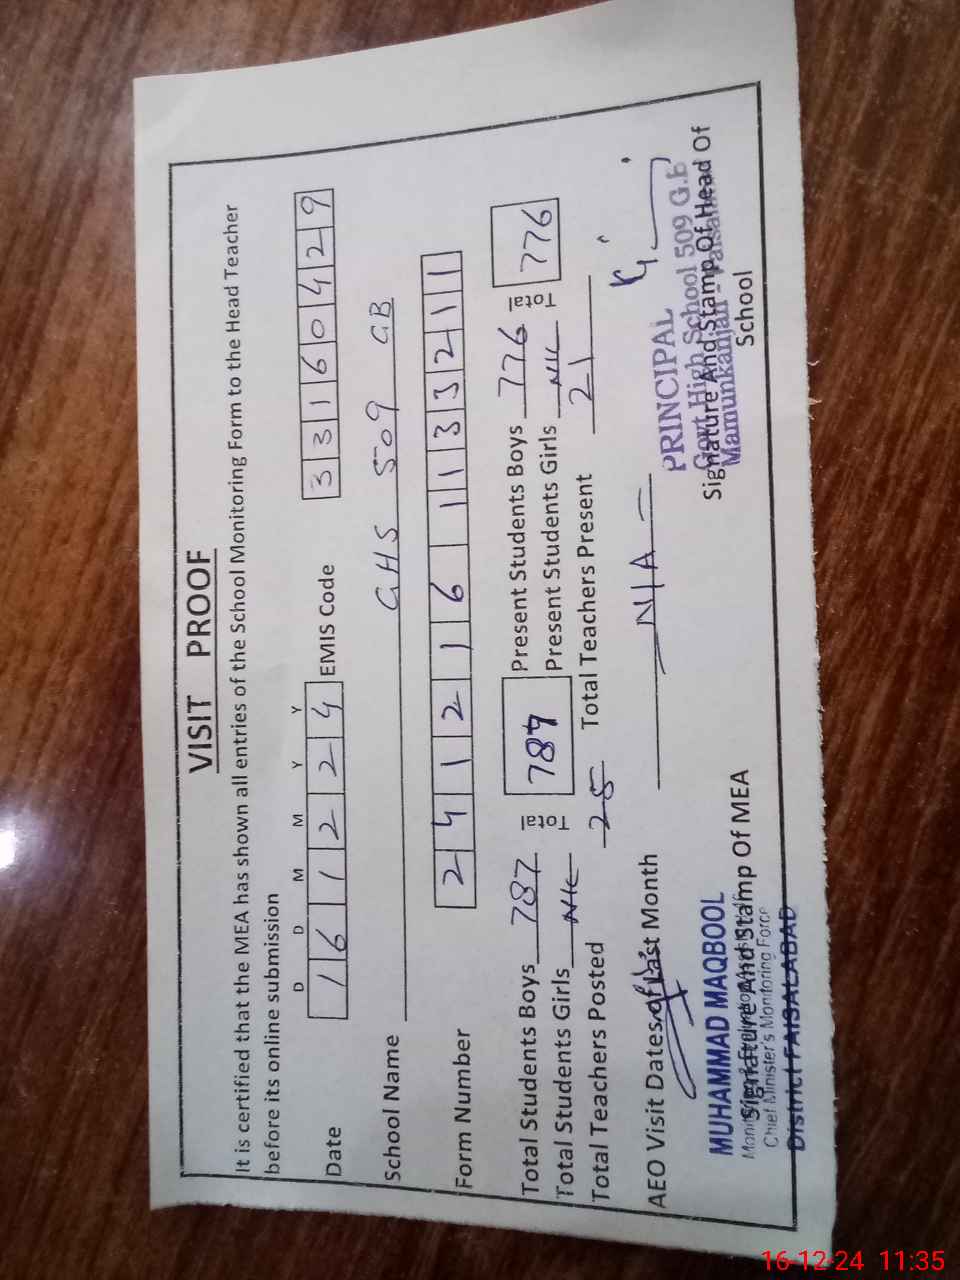 VISIT PROOF
It is certified that the MEA has shown all entries of the School Monitoring Form to the Head Teacher
before its online submission
D D M M Y Y
Date 1 6 1 2 2 4 EMIS Code 3 3 1 6 0 4 2 9
School Name GHS 509 GB
Form Number 2 4 1 2 1 6 1 1 3 3 2 1 1
Total Students Boys 787 Total 787 Present Students Boys 776 Total 776
Total Students Girls Nil Present Students Girls Nil
Total Teachers Posted 25 Total Teachers Present 21
AEO Visit Dates of Last Month N/A
MUHAMMAD MAQBOOL
Signature And Stamp Of MEA
Chief Minister's Monitoring Force
District FAISALABAD
PRINCIPAL
Govt High School 509 G.B
Mamunkanjan - Faisalabad
Signature And Stamp Of Head Of
School
16-12-24 11:35